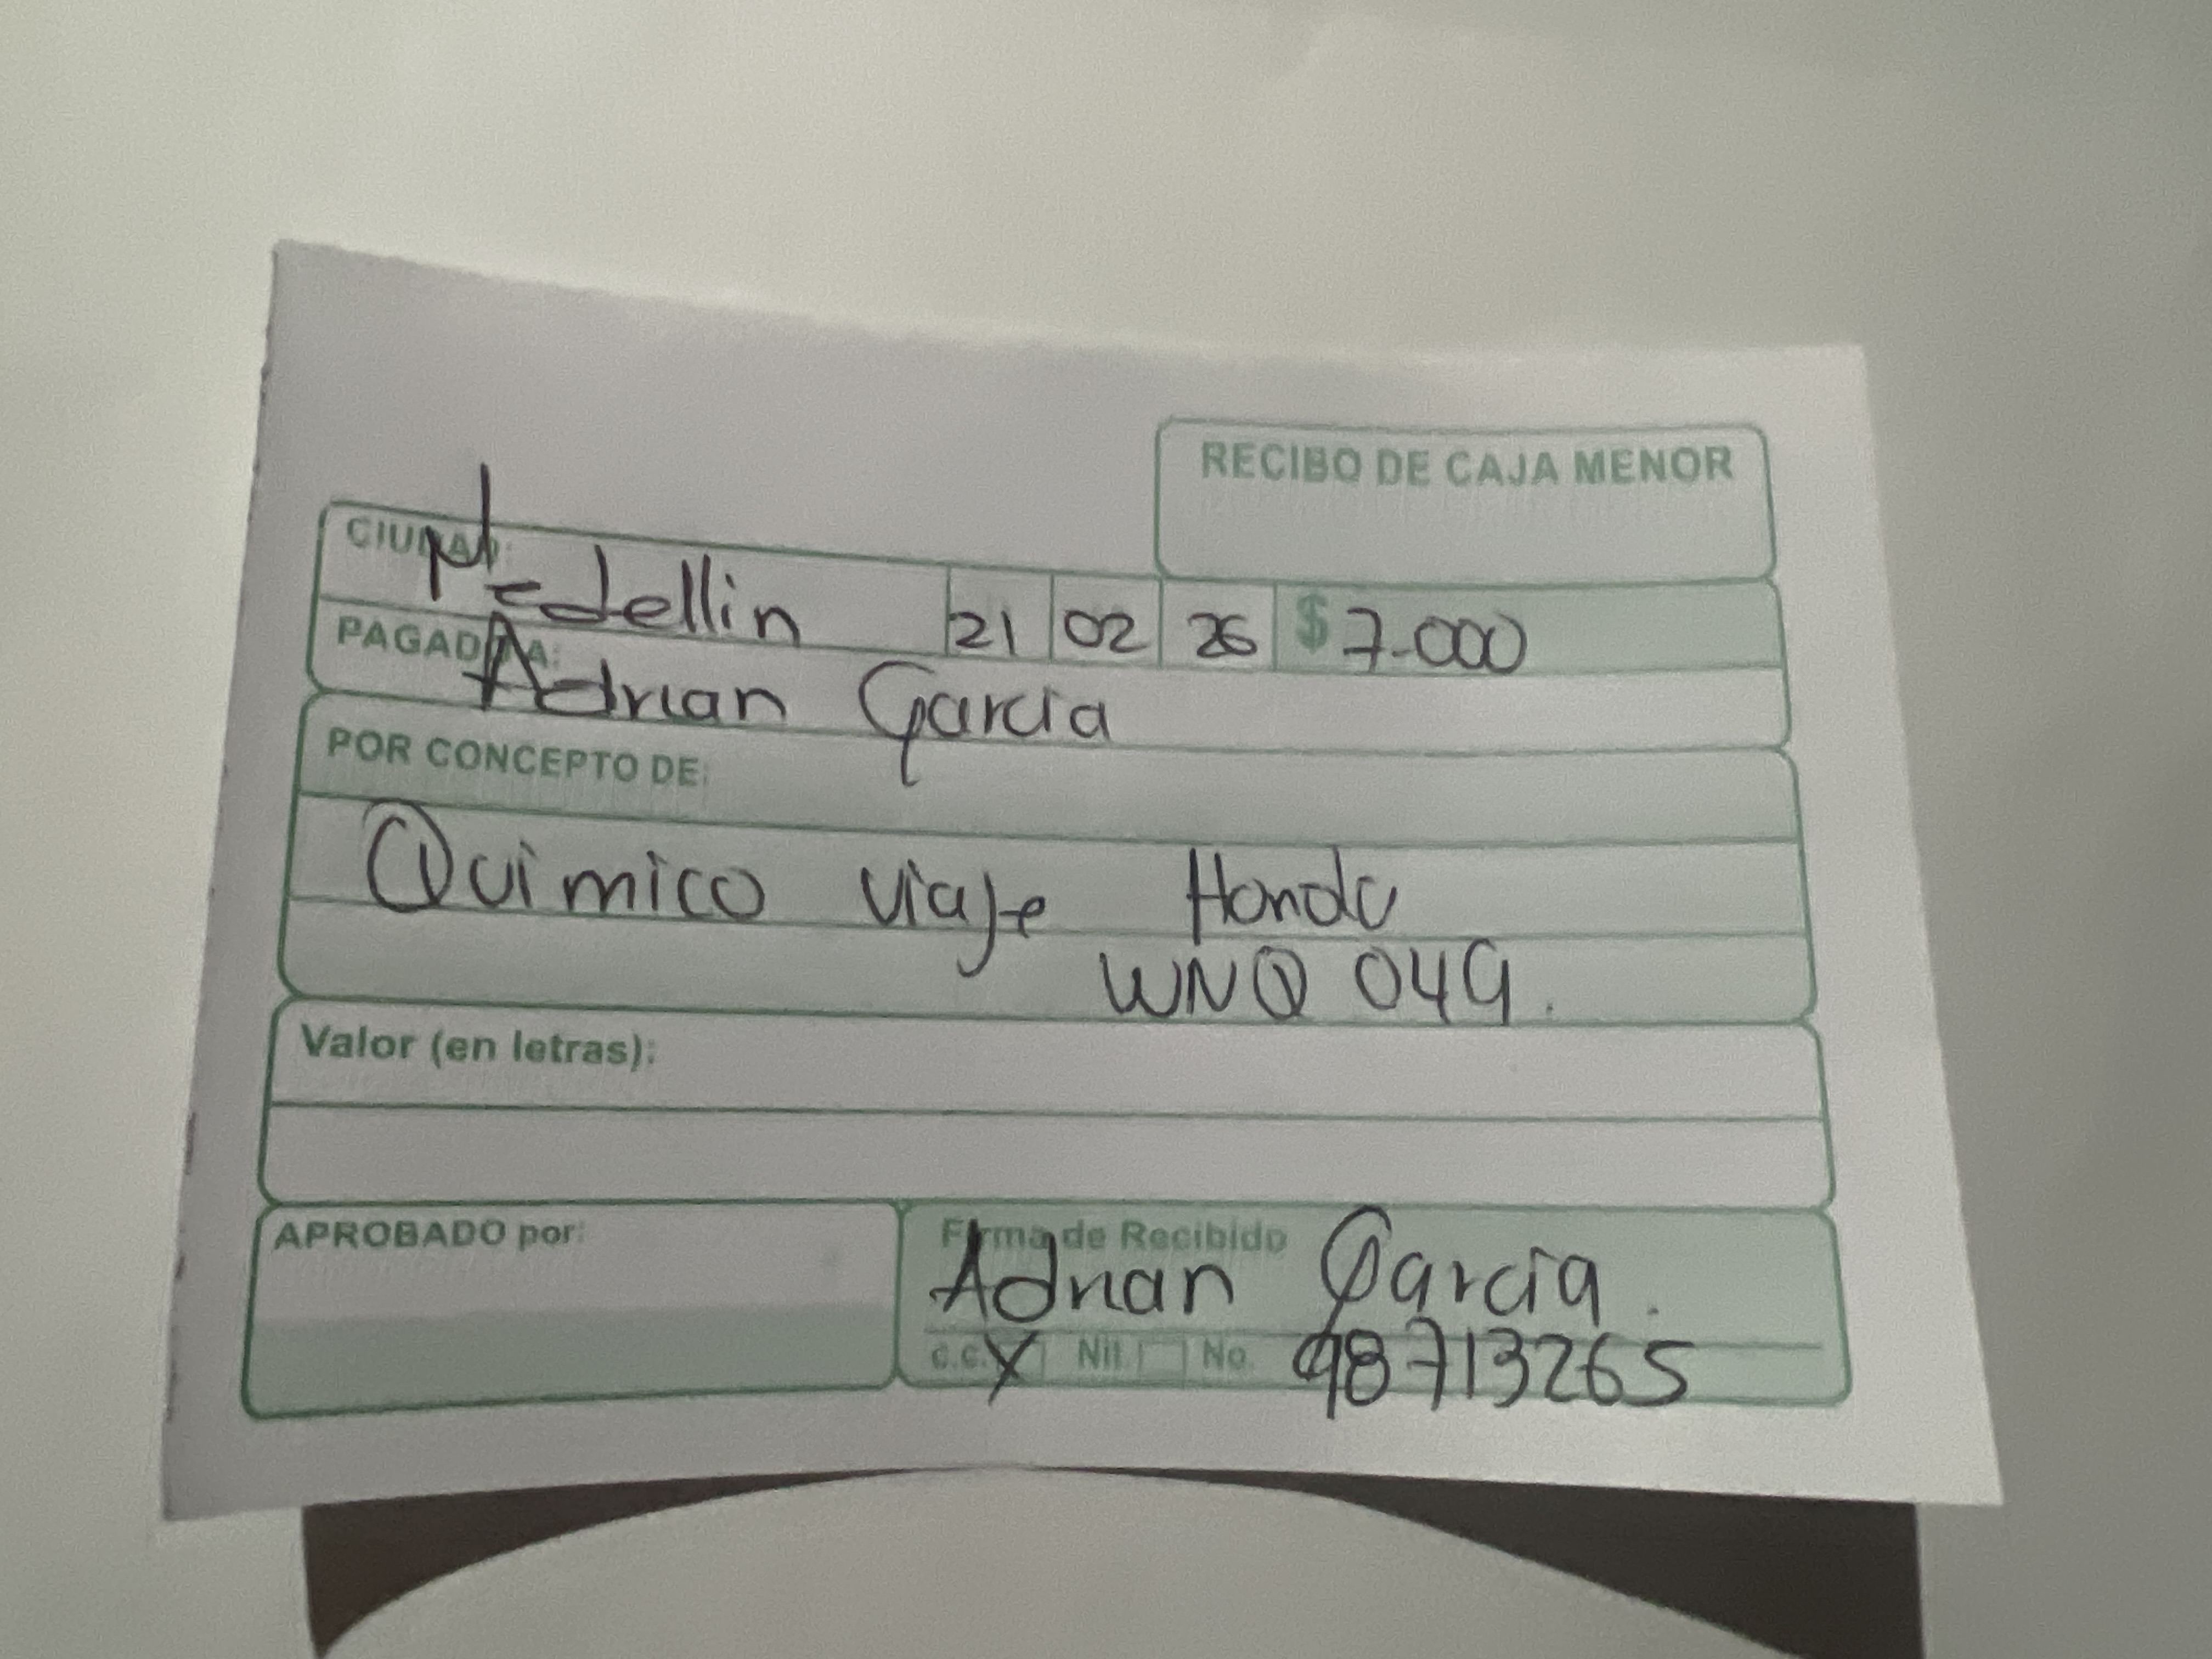 RECIBO DE CAJA MENOR
CIUDAD: Medellin 21 02 26 $ 7.000
PAGADO A: Adrian Garcia
POR CONCEPTO DE:
Quimico viaje Honda
WNQ 049.
Valor (en letras):
APROBADO por:
Firma de Recibido
Adrian Garcia.
c.c. X Nit. No. 98713265